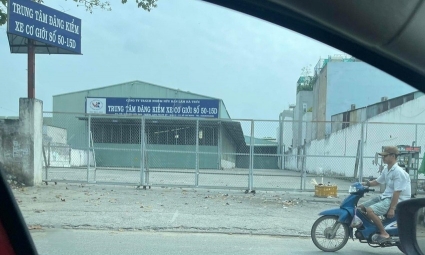 TRUNG TÂM ĐĂNG KIỂM
XE CƠ GIỚI SỐ 50-15D
TRUNG TÂM ĐĂNG KIỂM XE CƠ GIỚI SỐ 50-15D